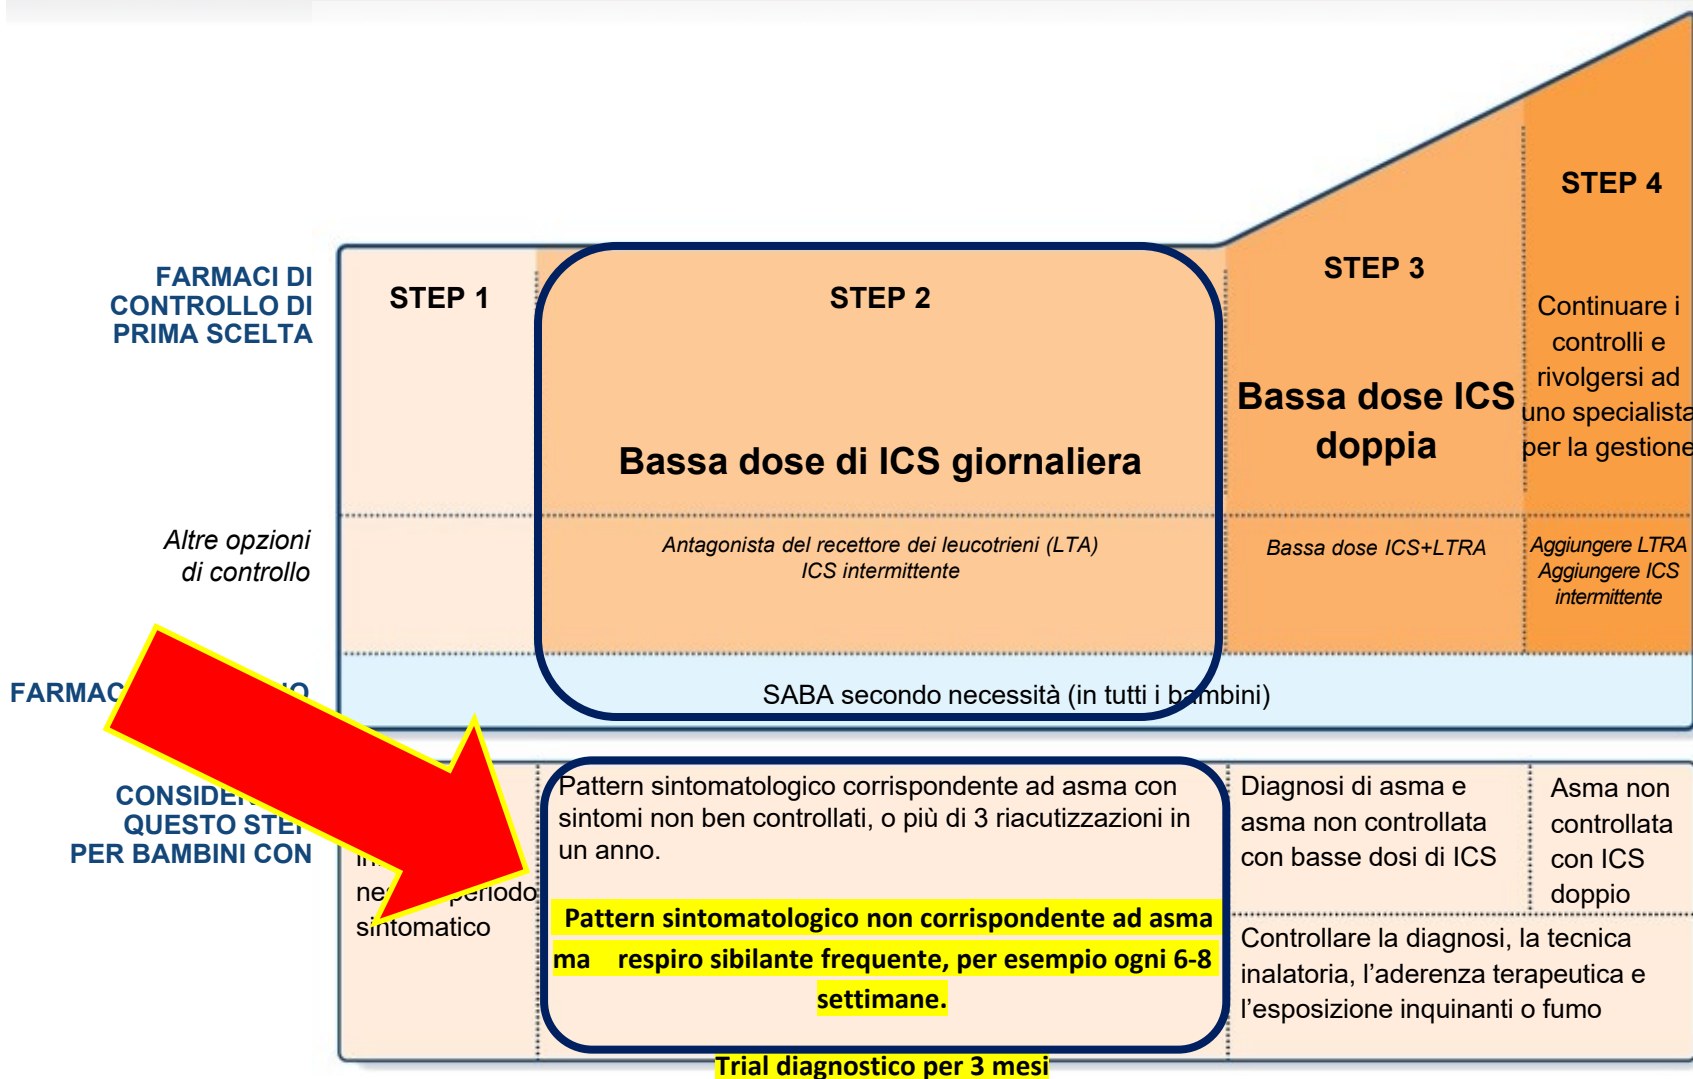 STEP 4
STEP 3
FARMACI DI
CONTROLLO DI
PRIMA SCELTA
STEP 1
STEP 2
Continuare i
controlli e
rivolgersi ad
uno specialista
per la gestione
Bassa dose ICS
doppia
Bassa dose di ICS giornaliera
Altre opzioni
di controllo
Antagonista del recettore dei leucotrieni (LTA)
ICS intermittente
Bassa dose ICS+LTRA
Aggiungere LTRA
Aggiungere ICS
intermittente
SABA secondo necessità (in tutti i bambini)
QUESTO
PER BAMBINI CON
periodo
sintomatico
Pattern sintomatologico corrispondente ad asma con
sintomi non ben controllati, o più di 3 riacutizzazioni in
un anno.
Pattern sintomatologico non corrispondente ad asma
ma respiro sibilante frequente, per esempio ogni 6-8
settimane.
Diagnosi di asma e
asma non controllata
con basse dosi di ICS
Asma non
controllata
con ICS
doppio
Controllare la diagnosi, la tecnica
inalatoria, l'aderenza terapeutica e
l'esposizione inquinanti o fumo
Trial diagnostico per 3 mesi